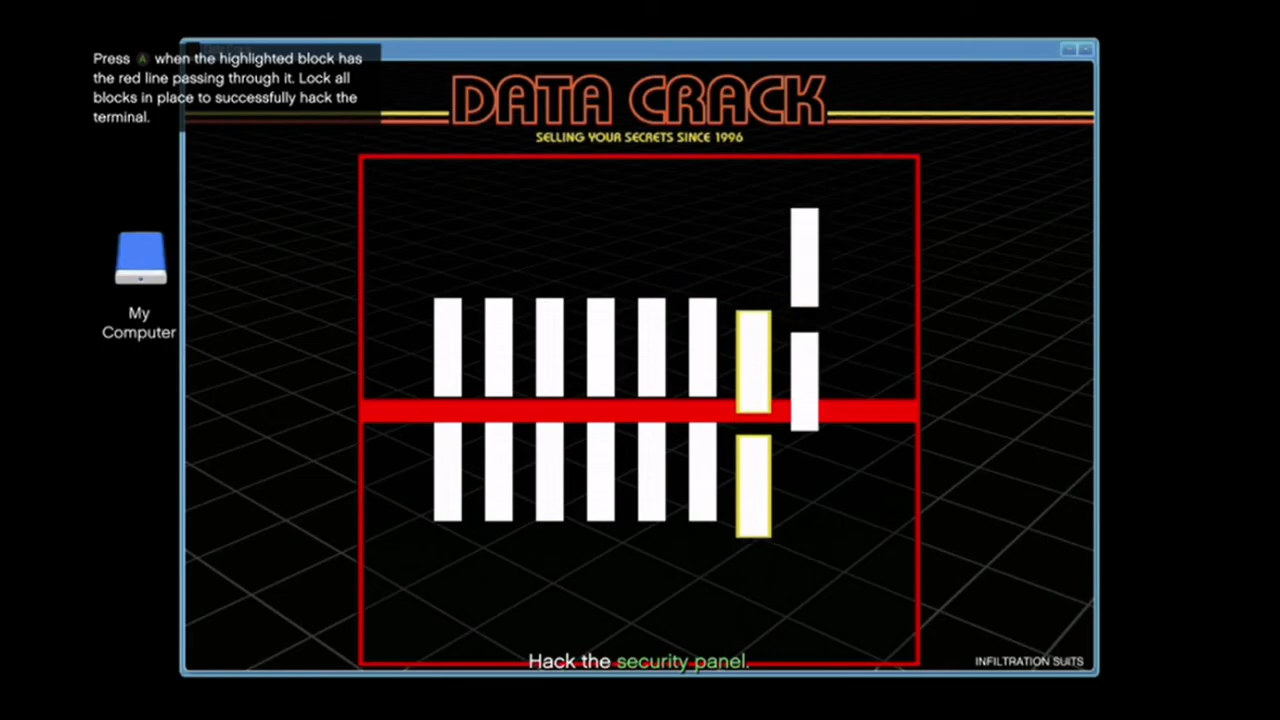 Press A when the highlighted block has
the red line passing through it. Lock all
blocks in place to successfully hack the
terminal.
DATA CRACK
SELLING YOUR SECRETS SINCE 1996
My
Computer
Hack the security panel.
INFILTRATION SUITS